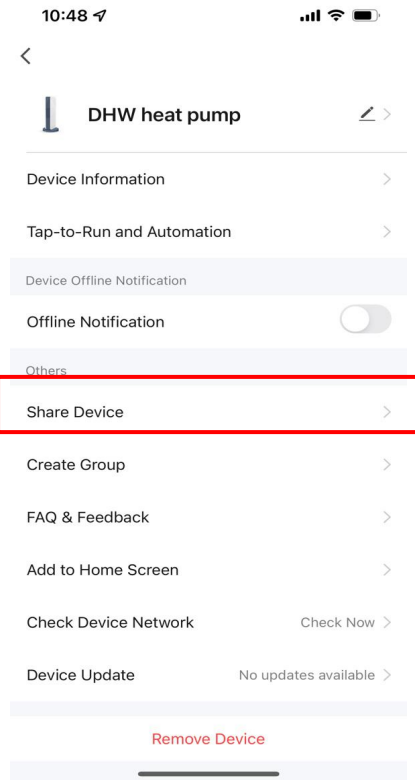 10:48
DHW heat pump
Device Information
Tap-to-Run and Automation
Device Offline Notification
Offline Notification
Others
Share Device
Create Group
FAQ & Feedback
Add to Home Screen
Check Device Network Check Now
Device Update No updates available
Remove Device